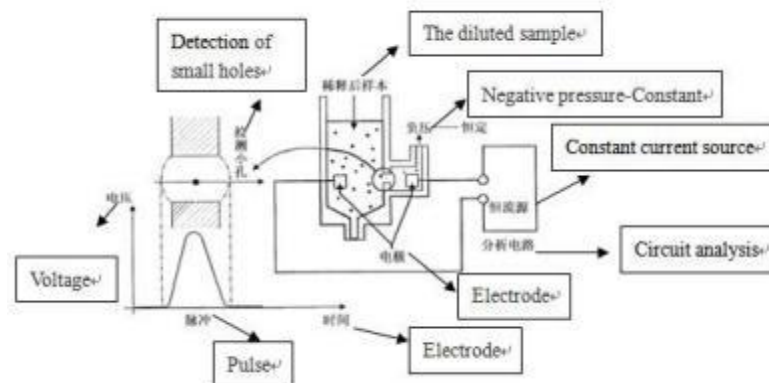 Detection of
small holes↵
The diluted sample↵
稀释后样本
Negative pressure-Constant↵
负压 恒定
检测小孔
Constant current source↵
恒流源
分析电路
Circuit analysis↵
电压
Voltage↵
电极
Electrode↵
脉冲
时间
Pulse↵
Electrode↵